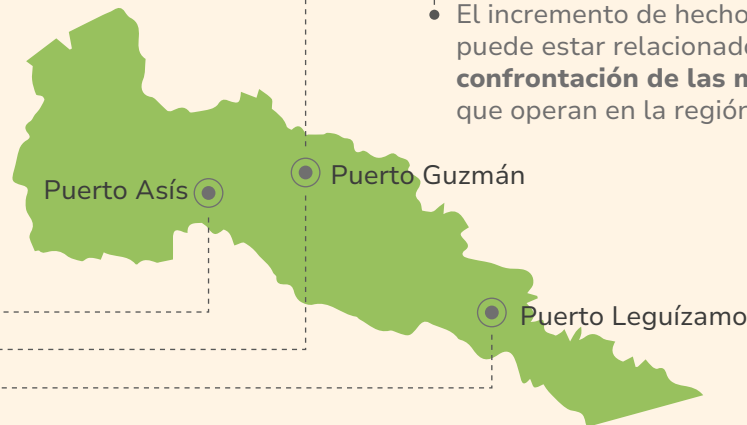 El incremento de hecho
puede estar relacionad
confrontación de las
que operan en la región
Puerto Guzmán
Puerto Asís
Puerto Leguízamo